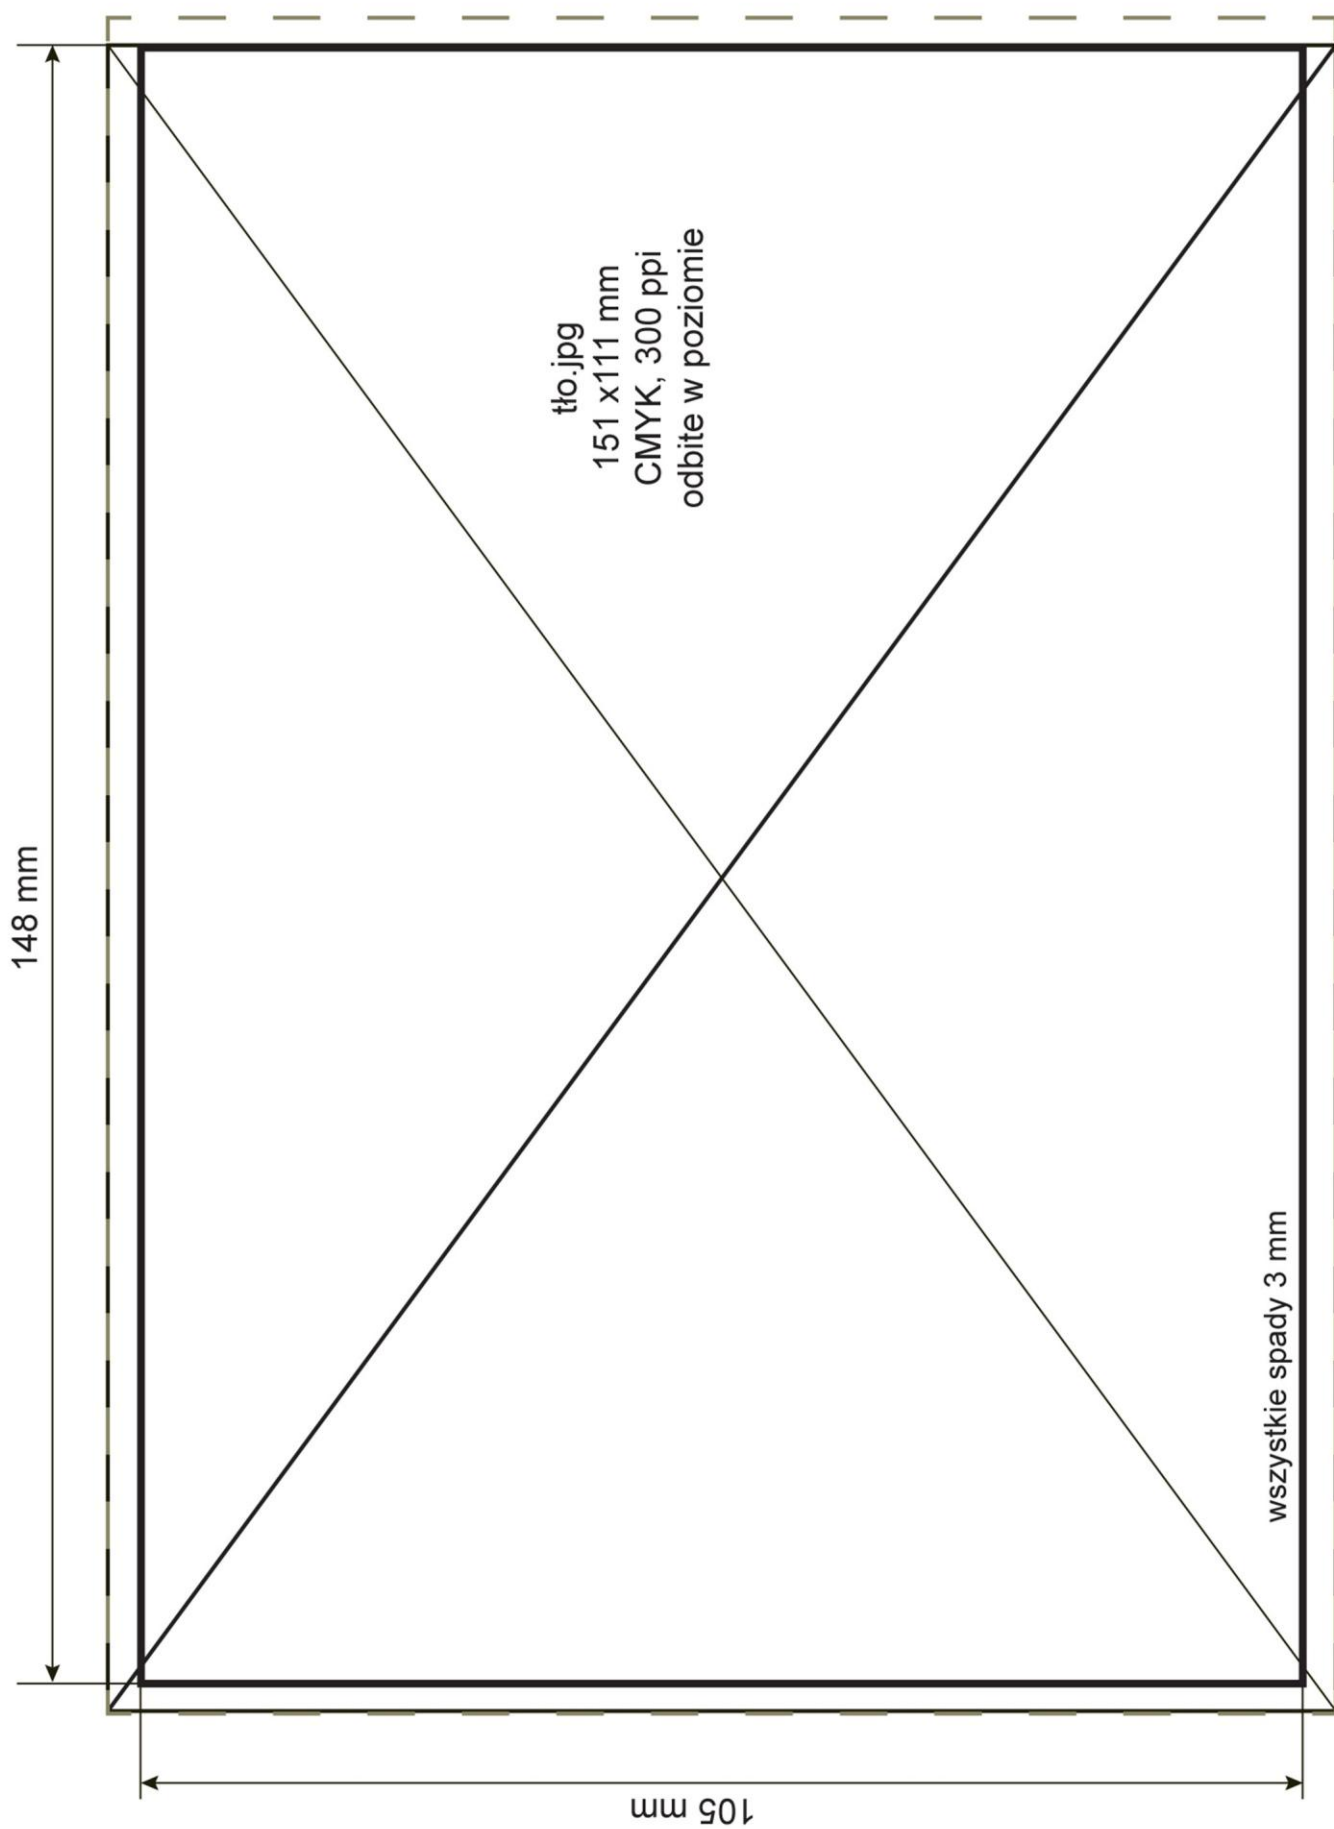 148 mm
tło.jpg
151 x111 mm
CMYK, 300 ppi
odbite w poziomie
wszystkie spady 3 mm
105 mm